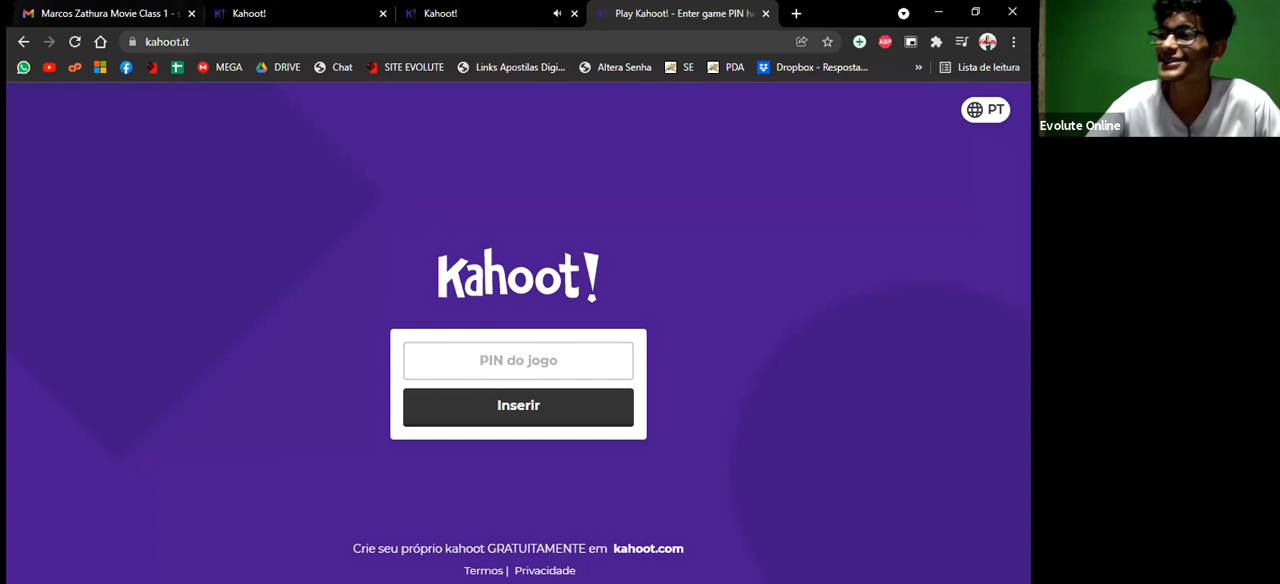 Marcos Zathura Movie Class 1 -
Kahoot!
Kahoot!
Play Kahoot! - Enter game PIN h
kahoot.it
ABP
MEGA
DRIVE
Chat
SITE EVOLUTE
Links Apostilas Digi...
Altera Senha
SE
PDA
Dropbox - Resposta...
»
Lista de leitura
PT
Evolute Online
Kahoot!
PIN do jogo
Inserir
Crie seu próprio kahoot GRATUITAMENTE em kahoot.com
Termos | Privacidade